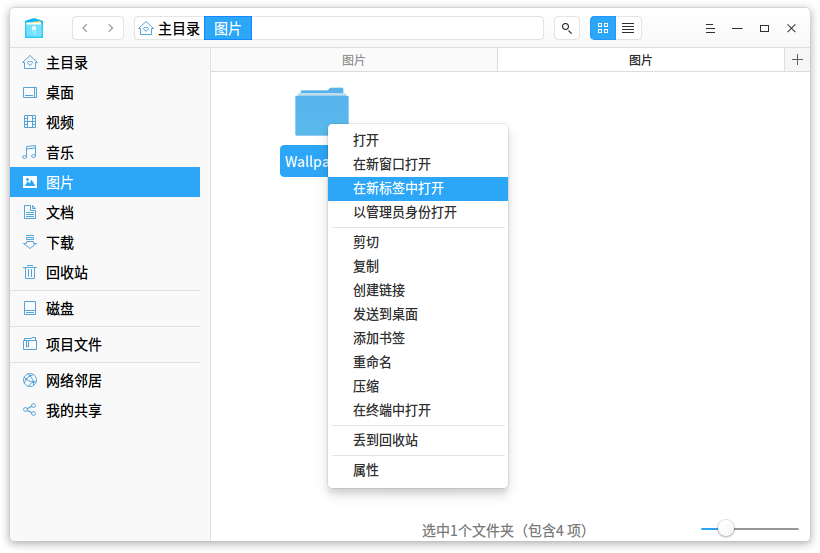 主目录 图片
图片 图片
主目录
桌面
视频
音乐
图片
文档
下载
回收站
磁盘
项目文件
网络邻居
我的共享
打开
在新窗口打开
在新标签中打开
以管理员身份打开
剪切
复制
创建链接
发送到桌面
添加书签
重命名
压缩
在终端中打开
丢到回收站
属性
选中1个文件夹（包含4 项）